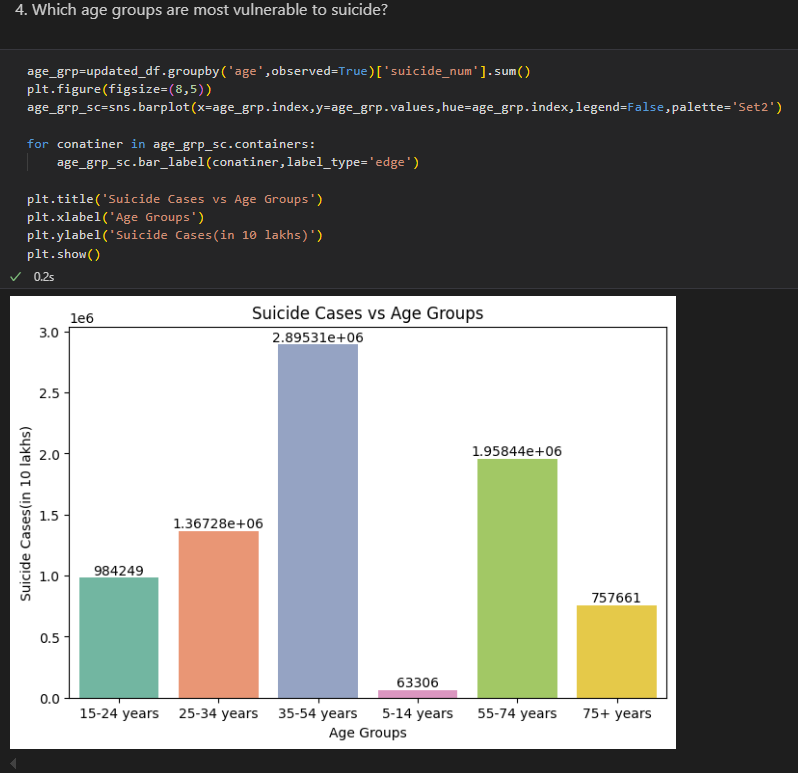 4. Which age groups are most vulnerable to suicide?
age_grp=updated_df.groupby('age',observed=True)['suicide_num'].sum()
plt.figure(figsize=(8,5))
age_grp_sc=sns.barplot(x=age_grp.index,y=age_grp.values,hue=age_grp.index,legend=False,palette='Set2')
for conatiner in age_grp_sc.containers:
    age_grp_sc.bar_label(conatiner,label_type='edge')
plt.title('Suicide Cases vs Age Groups')
plt.xlabel('Age Groups')
plt.ylabel('Suicide Cases(in 10 lakhs)')
plt.show()
0.2s
Suicide Cases vs Age Groups
1e6
3.0
2.5
2.0
1.5
1.0
0.5
0.0
Suicide Cases(in 10 lakhs)
984249
1.36728e+06
2.89531e+06
63306
1.95844e+06
757661
15-24 years 25-34 years 35-54 years 5-14 years 55-74 years 75+ years
Age Groups